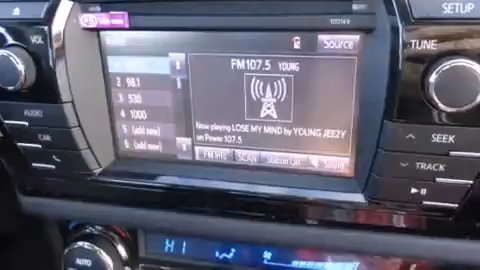 SETUP
VOL
Source
TUNE
FM107.5 YOUNG
2 98.1
3 530
4 1000
5 (add new)
6 (add new)
Now playing LOSE MY MIND by YOUNG JEEZY
on Power 107.5
SCAN Station List
AUDIO
CAR
SEEK
TRACK
AUTO
HI